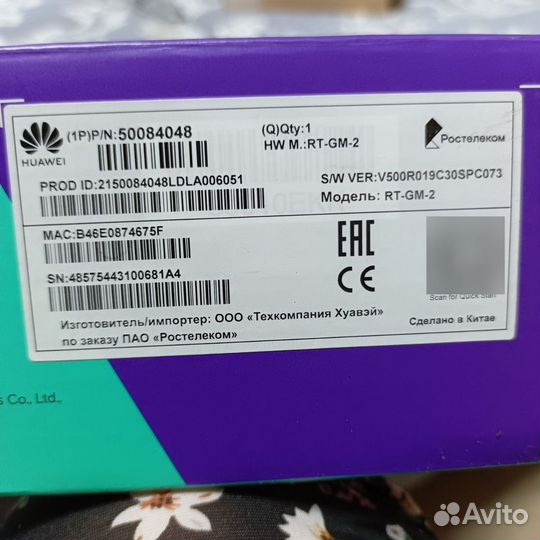 HUAWEI
(1P)P/N:50084048
(Q)Qty:1
HW M.:RT-GM-2
Ростелеком
PROD ID:2150084048LDLA006051
S/W VER:V500R019C30SPC073
Модель: RT-GM-2
MAC:B46E0874675F
EAC
CE
SN:48575443100681A4
Scan for Quick Start
Изготовитель/импортер: ООО «Техкомпания Хуавэй»
по заказу ПАО «Ростелеком»
Сделано в Китае
s Co., Ltd.,
Avito